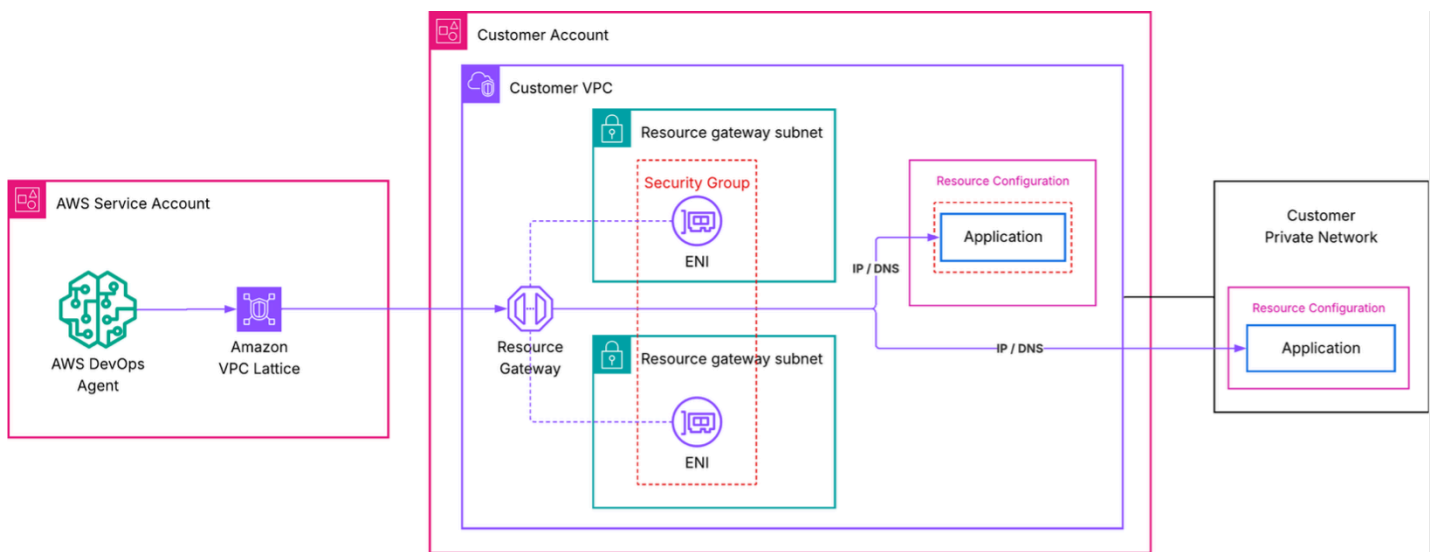 Customer Account
Customer VPC
Resource gateway subnet
Security Group
ENI
AWS Service Account
AWS DevOps
Agent
Amazon
VPC Lattice
Resource
Gateway
Resource gateway subnet
ENI
Resource Configuration
Application
IP / DNS
IP / DNS
Customer
Private Network
Resource Configuration
Application